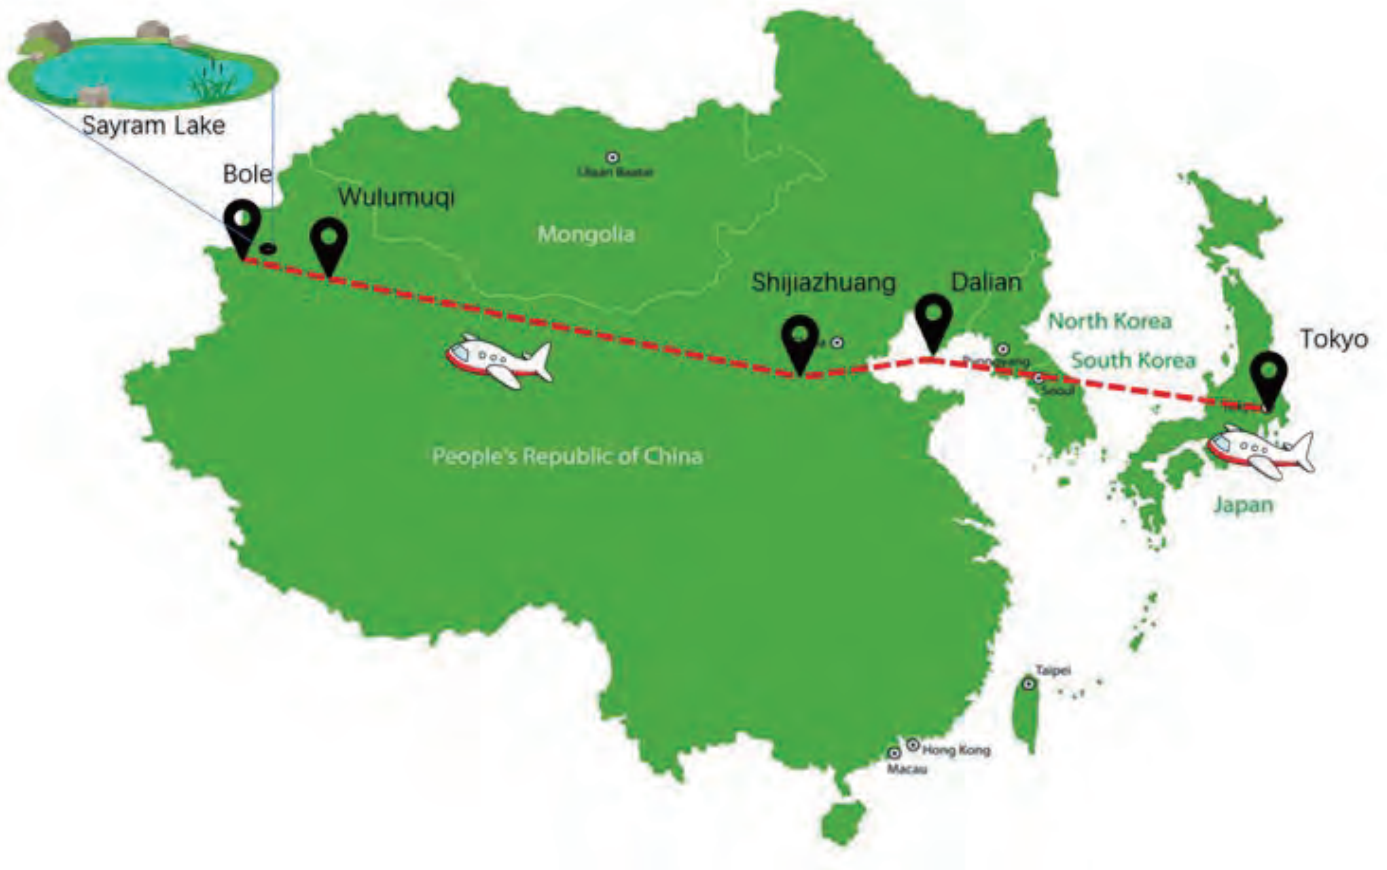 Sayram Lake
Bole
Wulumuqi
Ulaan Baatar
Mongolia
Shijiazhuang
Dalian
North Korea
South Korea
Tokyo
Pyongyang
Seoul
People's Republic of China
Japan
Taipei
Hong Kong
Macau